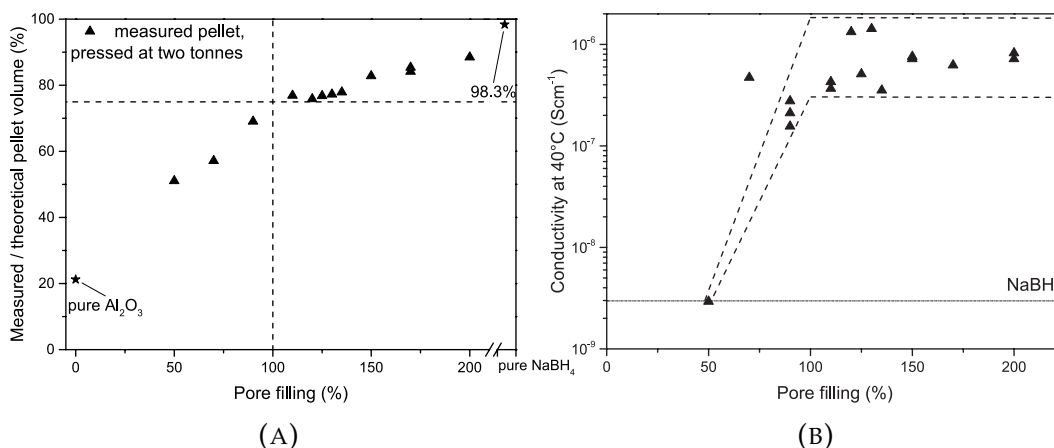 A
100
80
60
40
20
0
Measured / theoretical pellet volume (%)
measured pellet,
pressed at two tonnes
98.3%
pure Al₂O₃
0
50
100
150
200
pure NaBH₄
Pore filling (%)
(A)
B
10⁻⁶
10⁻⁷
10⁻⁸
10⁻⁹
Conductivity at 40°C (Scm⁻¹)
NaBH
0
50
100
150
200
Pore filling (%)
(B)